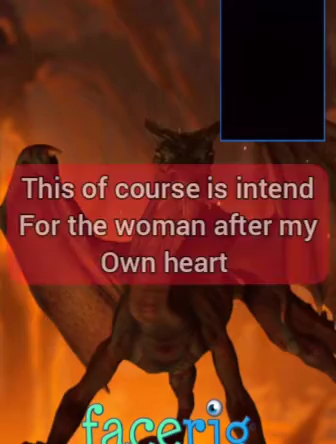 This of course is intend
For the woman after my
Own heart
facerig